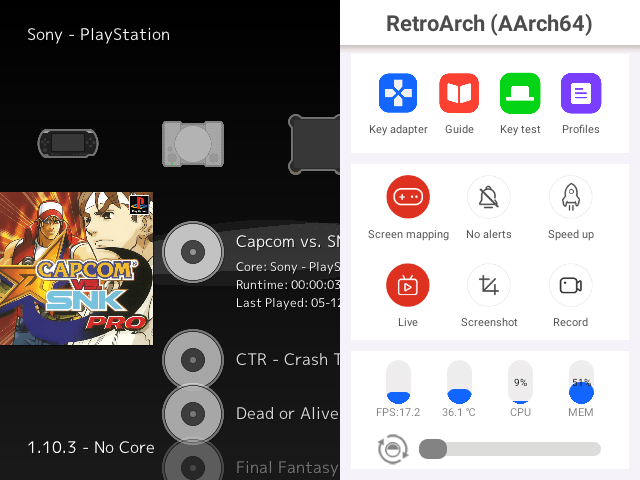 Sony - PlayStation
CAPCOM
VS.
SNK
PRO
Capcom vs. SN
Core: Sony - PlayS
Runtime: 00:00:03
Last Played: 05-12
CTR - Crash T
Dead or Alive
Final Fantasy
1.10.3 - No Core
RetroArch (AArch64)
Key adapter
Guide
Key test
Profiles
Screen mapping
No alerts
Speed up
Live
Screenshot
Record
9%
51%
FPS:17.2
36.1 ℃
CPU
MEM